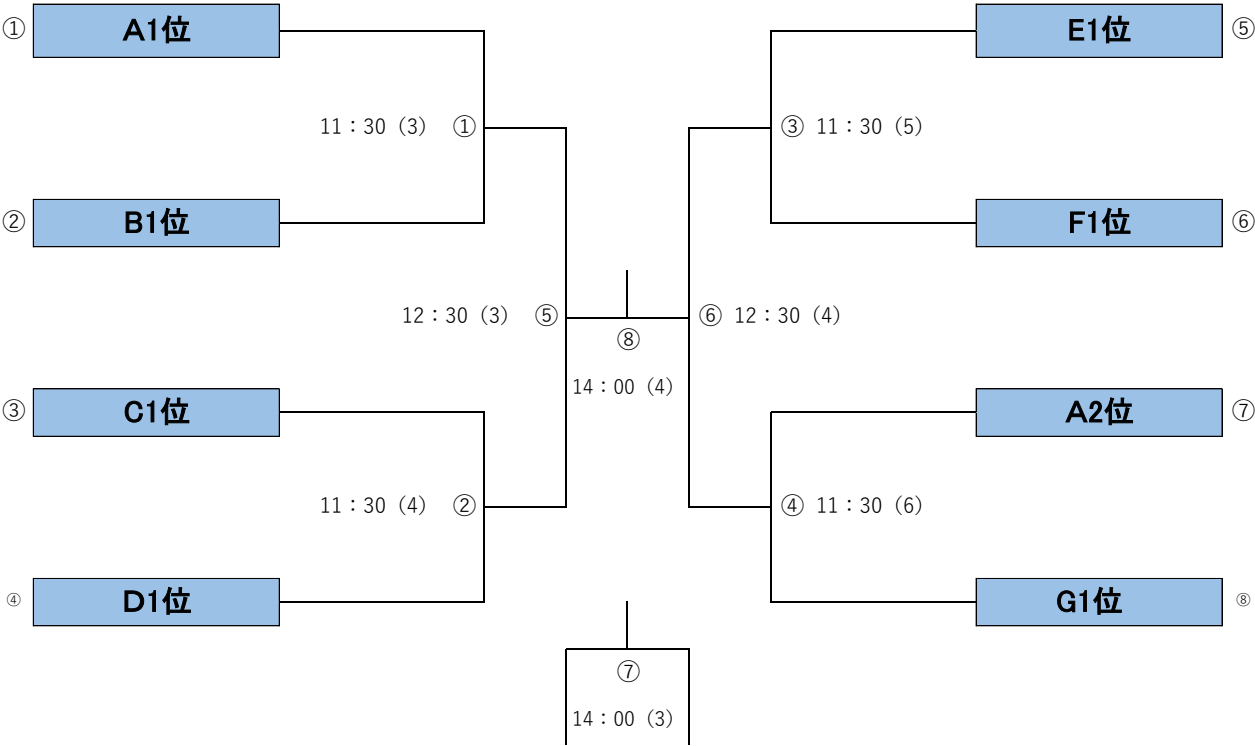 ① A1位 E1位 ⑤
11：30（3） ① ③ 11：30（5）
② B1位 F1位 ⑥
12：30（3） ⑤ ⑥ 12：30（4）
⑧
14：00（4）
③ C1位 A2位 ⑦
11：30（4） ② ④ 11：30（6）
④ D1位 G1位 ⑧
⑦
14：00（3）